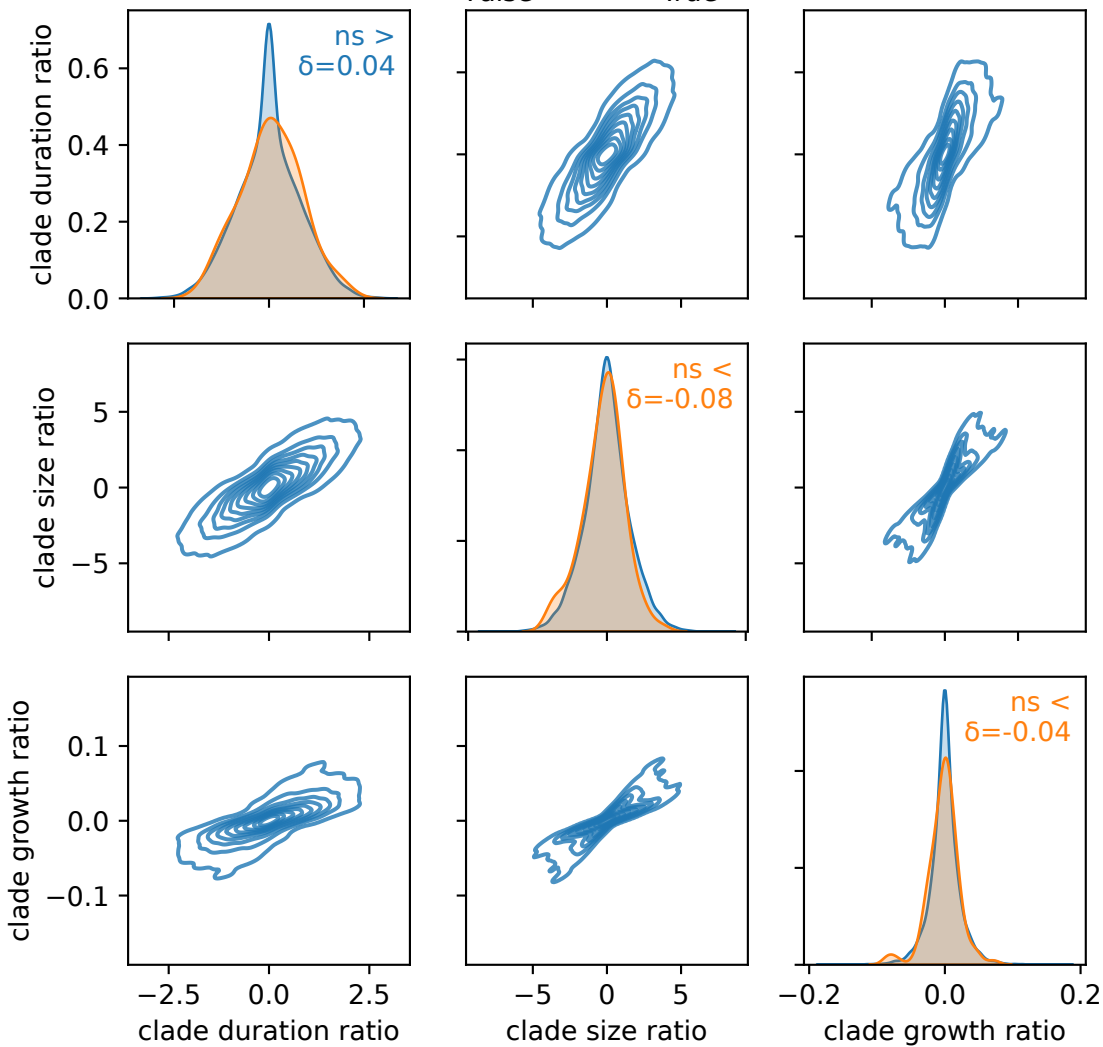 ns >
δ=0.04
clade duration ratio
0.6
0.4
0.2
0.0
ns <
δ=-0.08
clade size ratio
5
0
−5
ns <
δ=-0.04
clade growth ratio
0.1
0.0
−0.1
−2.5 0.0 2.5
−5 0 5
−0.2 0.0 0.2
clade duration ratio
clade size ratio
clade growth ratio